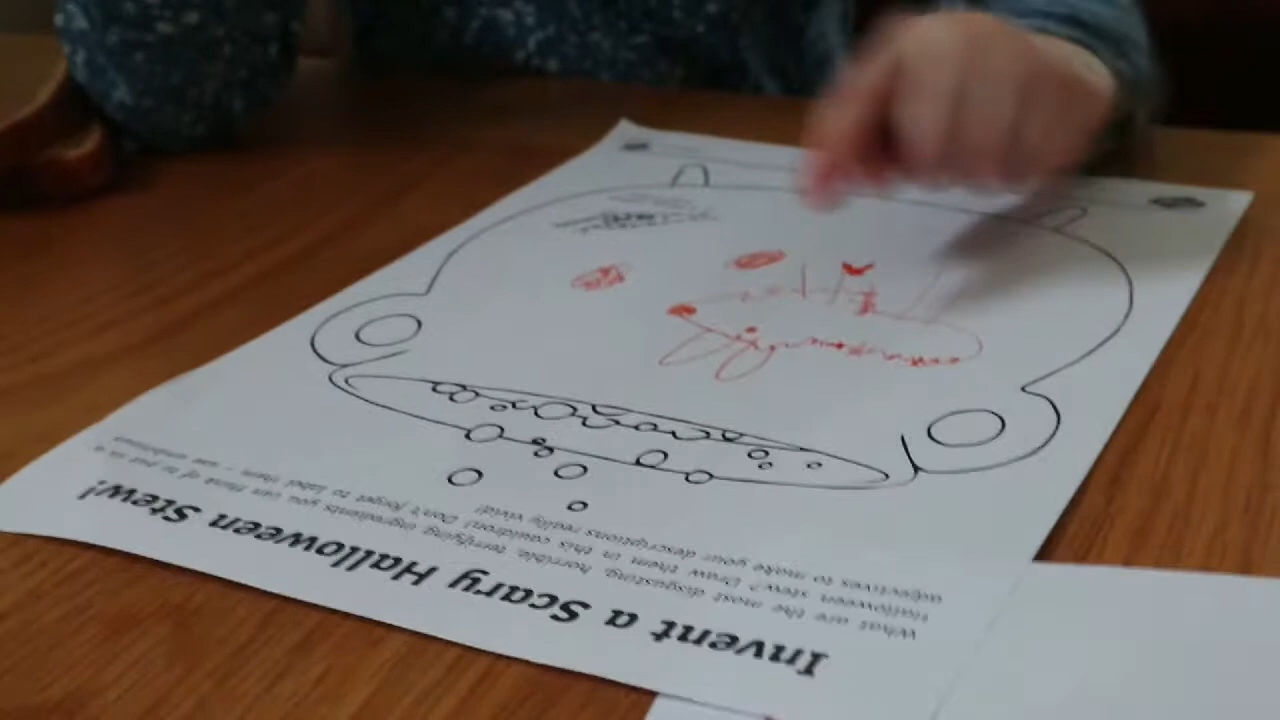 Invent a Scary Halloween Stew!
What are the most disgusting, horrible, terrifying ingredients you can think of to put in a
Halloween stew? Draw them in this cauldron! Don't forget to label them – use ambitious
adjectives to make your descriptions really vivid!